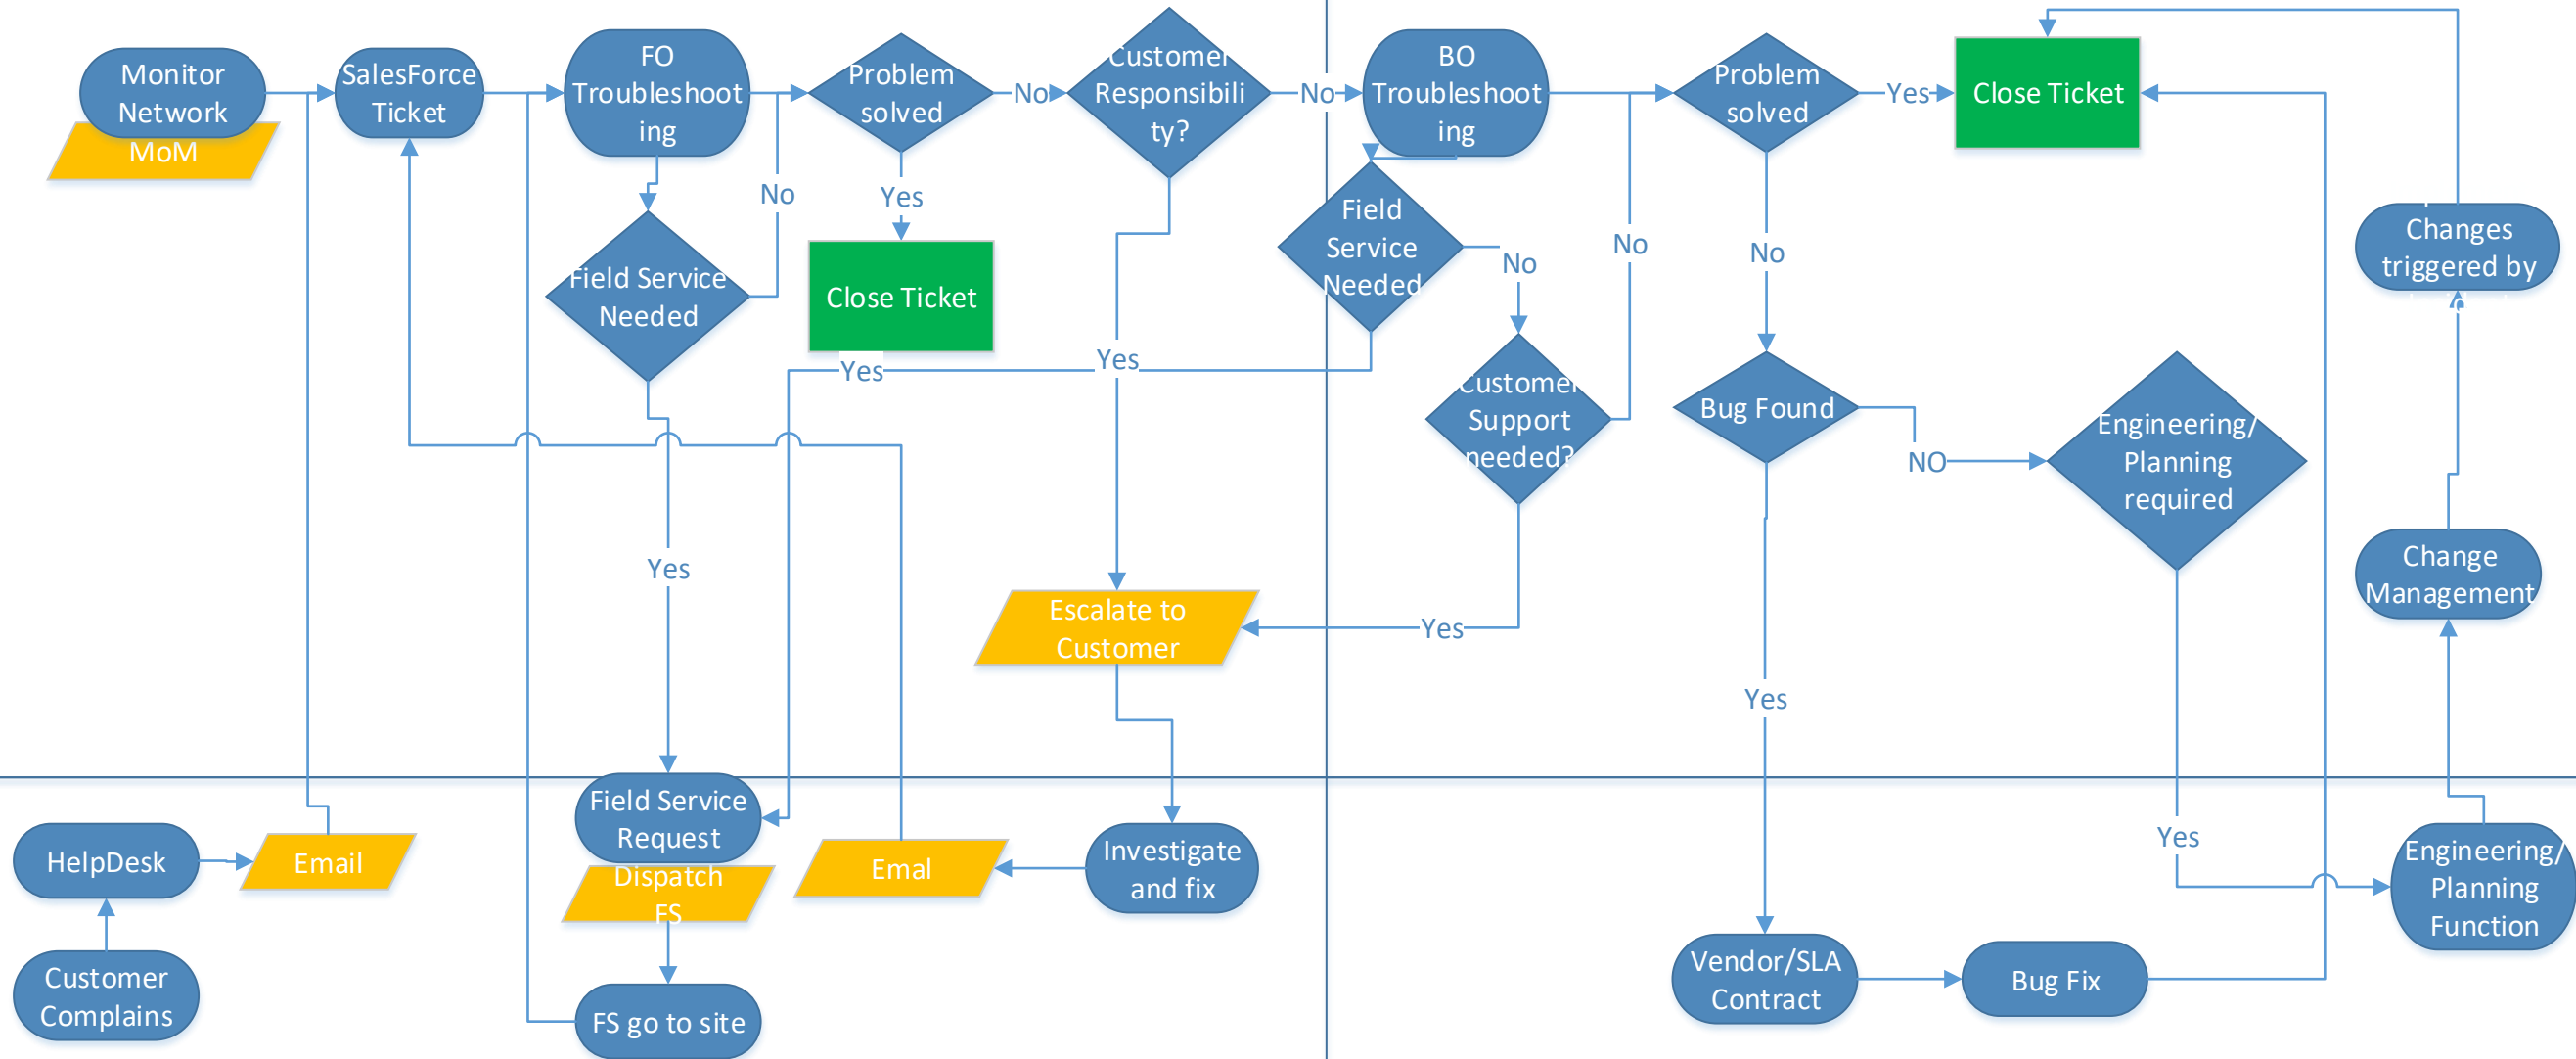 Monitor
Network
MoM
SalesForce
Ticket
FO
Troubleshoot
ing
Problem
solved
No
Customer
Responsibili
ty?
No
BO
Troubleshoot
ing
Problem
solved
Yes
Close Ticket
No
Yes
Field Service
Needed
Close Ticket
Field
Service
Needed
No
No
No
Changes
triggered by
Yes
Yes
Customer
Support
needed?
Bug Found
NO
Engineering/
Planning
required
Yes
Escalate to
Customer
Yes
Change
Management
Yes
HelpDesk
Email
Field Service
Request
Dispatch
FS
Emal
Investigate
and fix
Yes
Engineering/
Planning
Function
Customer
Complains
FS go to site
Vendor/SLA
Contract
Bug Fix